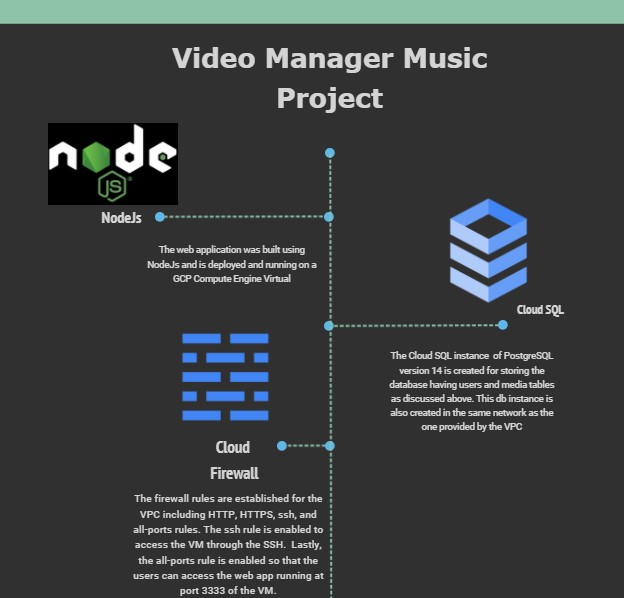 Video Manager Music
Project
node
JS
NodeJs
The web application was built using
NodeJs and is deployed and running on a
GCP Compute Engine Virtual
Cloud SQL
The Cloud SQL instance of PostgreSQL
version 14 is created for storing the
database having users and media tables
as discussed above. This db instance is
also created in the same network as the
one provided by the VPC
Cloud
Firewall
The firewall rules are established for the
VPC including HTTP, HTTPS, ssh, and
all-ports rules. The ssh rule is enabled to
access the VM through the SSH. Lastly,
the all-ports rule is enabled so that the
users can access the web app running at
port 3333 of the VM.